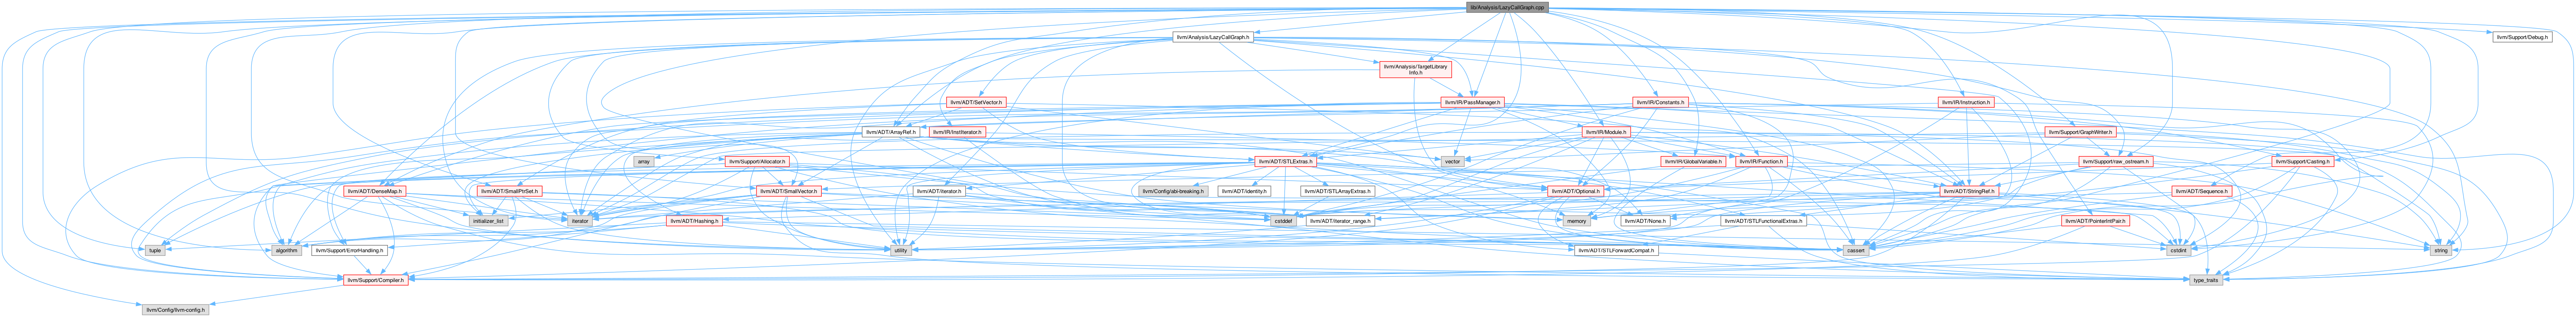 lib/Analysis/LazyCallGraph.cpp
llvm/Analysis/LazyCallGraph.h
llvm/Support/Debug.h
llvm/Analysis/TargetLibrary
Info.h
llvm/ADT/SetVector.h
llvm/IR/PassManager.h
llvm/IR/Constants.h
llvm/IR/Instruction.h
llvm/ADT/ArrayRef.h
llvm/IR/InstIterator.h
llvm/IR/Module.h
llvm/Support/GraphWriter.h
array
llvm/Support/Allocator.h
vector
llvm/ADT/STLExtras.h
llvm/IR/GlobalVariable.h
llvm/IR/Function.h
llvm/Support/raw_ostream.h
llvm/Support/Casting.h
llvm/ADT/DenseMap.h
llvm/ADT/SmallPtrSet.h
llvm/ADT/SmallVector.h
llvm/ADT/iterator.h
llvm/Config/abi-breaking.h
llvm/ADT/identity.h
llvm/ADT/STLArrayExtras.h
llvm/ADT/Optional.h
llvm/ADT/StringRef.h
llvm/ADT/Sequence.h
initializer_list
iterator
llvm/ADT/Hashing.h
cstddef
llvm/ADT/iterator_range.h
memory
llvm/ADT/None.h
llvm/ADT/STLFunctionalExtras.h
llvm/ADT/PointerIntPair.h
tuple
algorithm
llvm/Support/ErrorHandling.h
utility
llvm/ADT/STLForwardCompat.h
cassert
cstdint
string
llvm/Support/Compiler.h
type_traits
llvm/Config/llvm-config.h